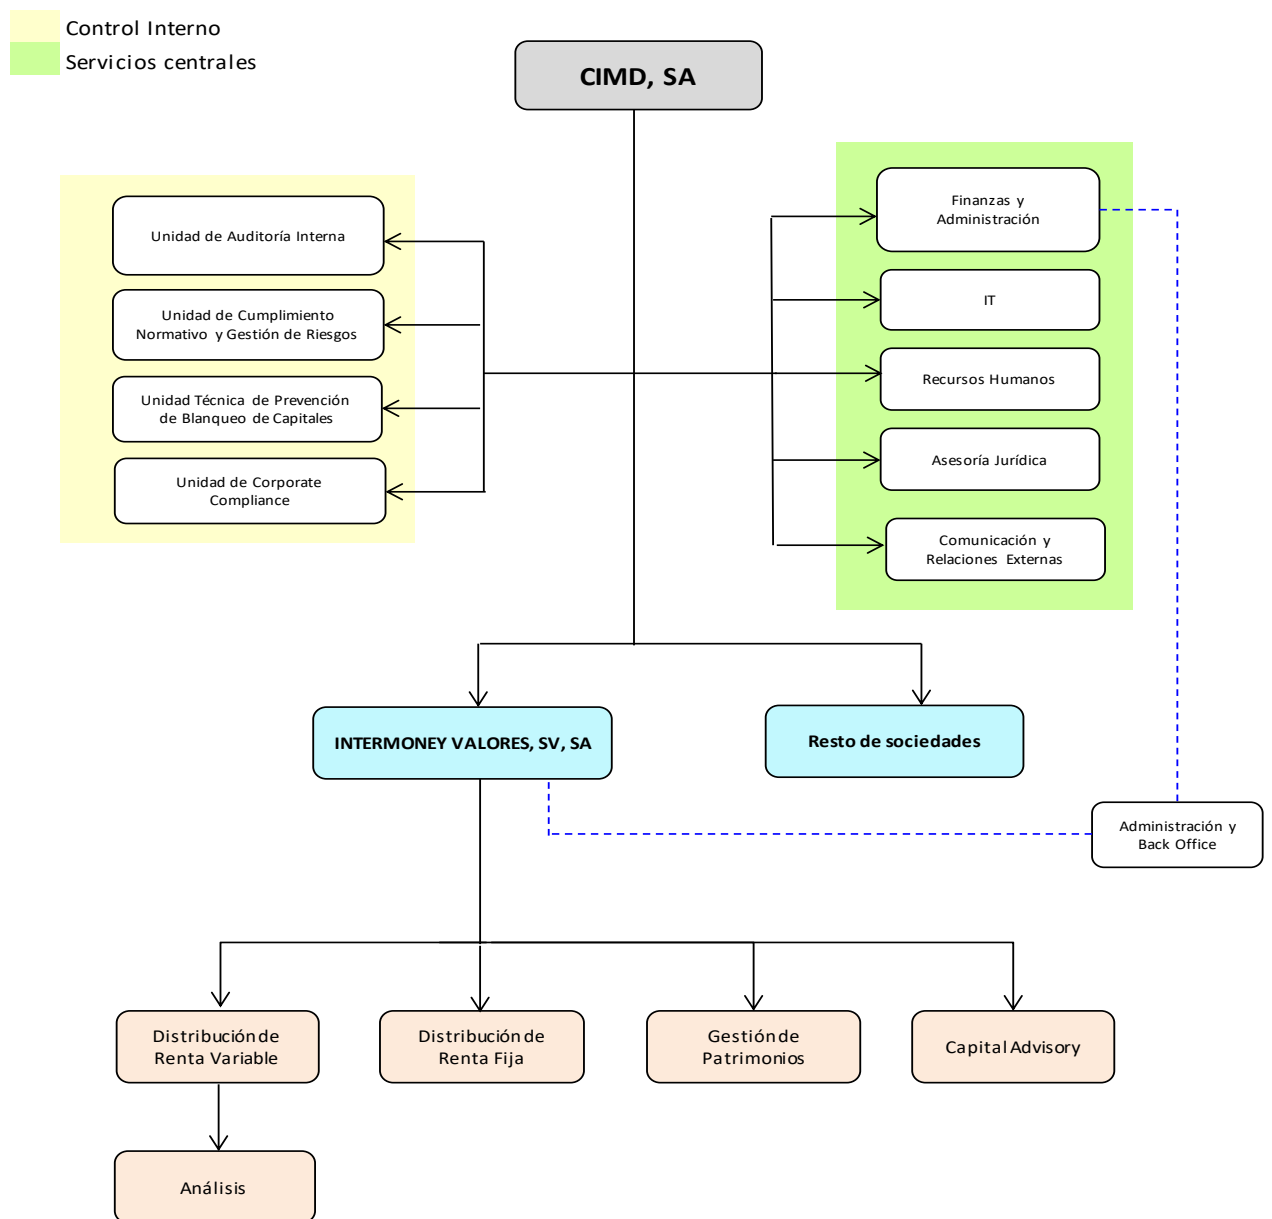 Control Interno
Servicios centrales
CIMD, SA
Unidad de Auditoría Interna
Unidad de Cumplimiento
Normativo y Gestión de Riesgos
Unidad Técnica de Prevención
de Blanqueo de Capitales
Unidad de Corporate
Compliance
Finanzas y
Administración
IT
Recursos Humanos
Asesoría Jurídica
Comunicación y
Relaciones Externas
INTERMONEY VALORES, SV, SA
Resto de sociedades
Administración y
Back Office
Distribución de
Renta Variable
Distribución de
Renta Fija
Gestión de
Patrimonios
Capital Advisory
Análisis